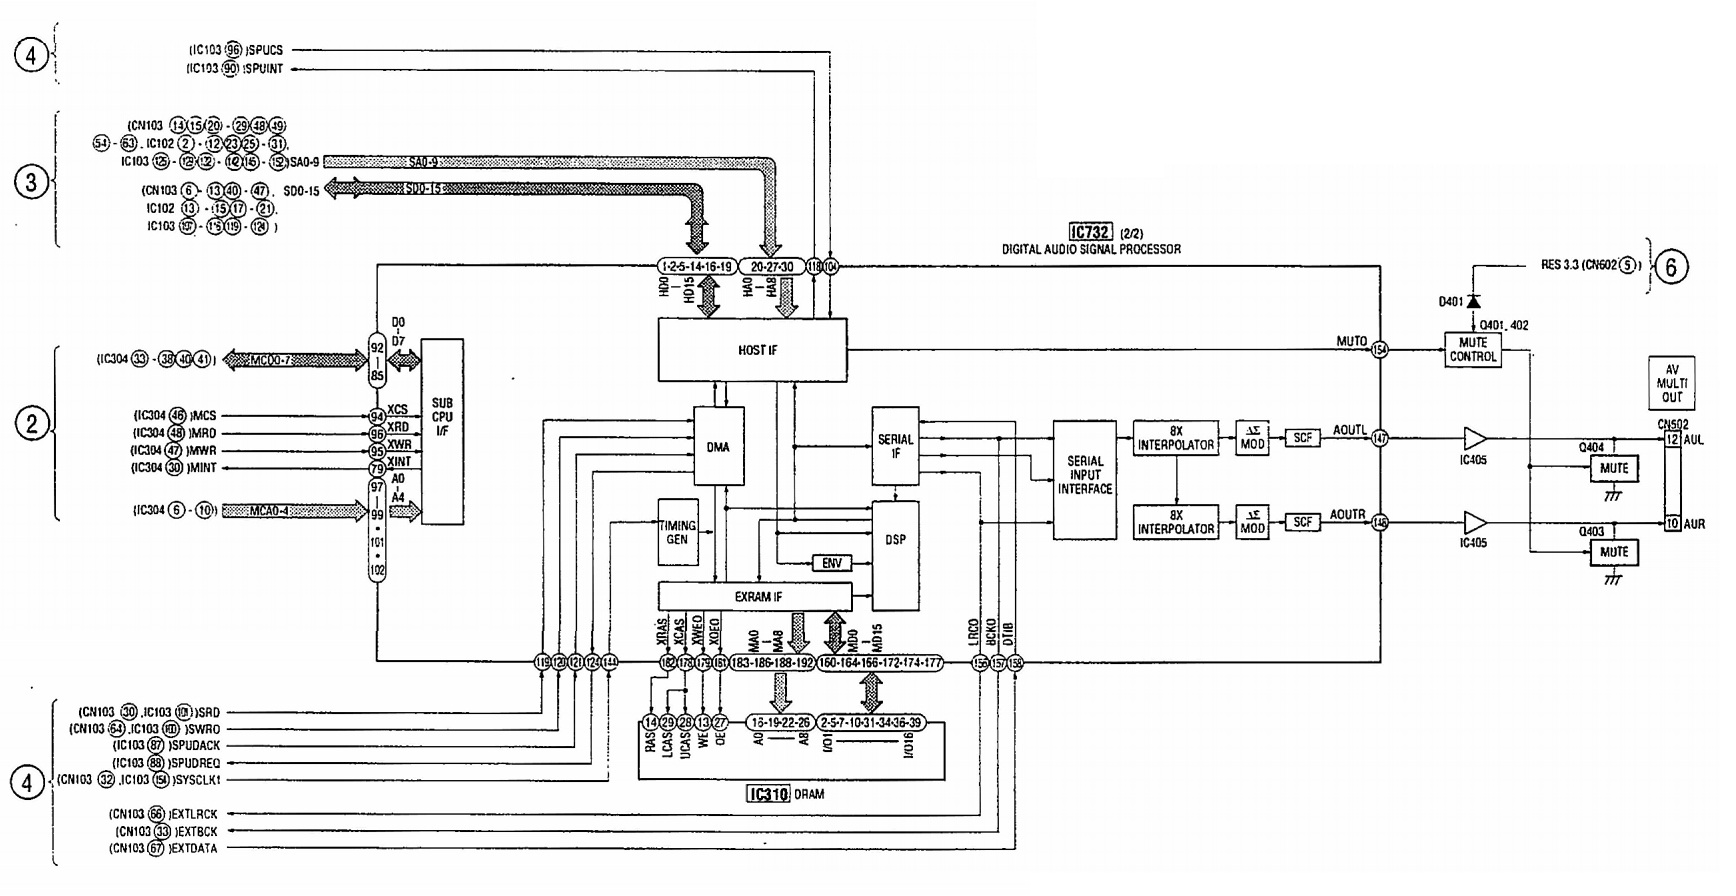 4
(IC103 96 )SPUCS
(IC103 90 )SPUINT
3
(CN103 14 15 20 - 29 48 49
54 - 63 . IC102 2 - 12 23 25 - 31.
IC103 - )SA0-9
SA0-9
(CN103 6 - 13 40 - 47 . SD0-15
SD0-15
IC102 13 - 15 17 - 21.
IC103 - 119 - 124 )
IC732 (2/2)
DIGITAL AUDIO SIGNAL PROCESSOR
1-2-5-14-16-19
20-27-30
118
104
HD0
|
HD15
HA0
|
HA8
RES 3.3 (CN602 5 )
6
D401
Q401, 402
HOST IF
MUTO
154
MUTE
CONTROL
2
(IC304 33 - 38 40 41 )
MCD0-7
92
|
85
D0
|
D7
SUB
CPU
I/F
(IC304 46 )MCS
94
XCS
(IC304 48 )MRD
96
XRD
(IC304 47 )MWR
95
XWR
(IC304 30 )MINT
79
XINT
(IC304 6 - 10 )
MCA0-4
97
|
99
•
101
•
102
A0
|
A4
DMA
SERIAL
IF
SERIAL
INPUT
INTERFACE
8X
INTERPOLATOR
ΔΣ
MOD
SCF
AOUTL
147
IC405
AV
MULTI
OUT
CN502
12
AUL
Q404
MUTE
8X
INTERPOLATOR
ΔΣ
MOD
SCF
AOUTR
IC405
10
AUR
Q403
MUTE
TIMING
GEN
DSP
ENV
EXRAM IF
XRAS
XCAS
XWEO
XOEO
MA0
|
MA8
MD0
|
MD15
LRCO
BCKO
DTIB
119
120
121
124
144
182
178
179
181
183-186-188-192
160-164-166-172-174-177
156
157
158
14
29
28
13
27
16-19-22-26
2-5-7-10-31-34-36-39
RAS
LCAS
UCAS
WE
OE
A0
A8
I/O1
I/O16
IC310 DRAM
4
(CN103 30 ,IC103 101 )SRD
(CN103 64 ,IC103 100 )SWRO
(IC103 87 )SPUDACK
(IC103 88 )SPUDREQ
(CN103 32 ,IC103 154 )SYSCLK1
(CN103 66 )EXTLRCK
(CN103 33 )EXTBCK
(CN103 67 )EXTDATA